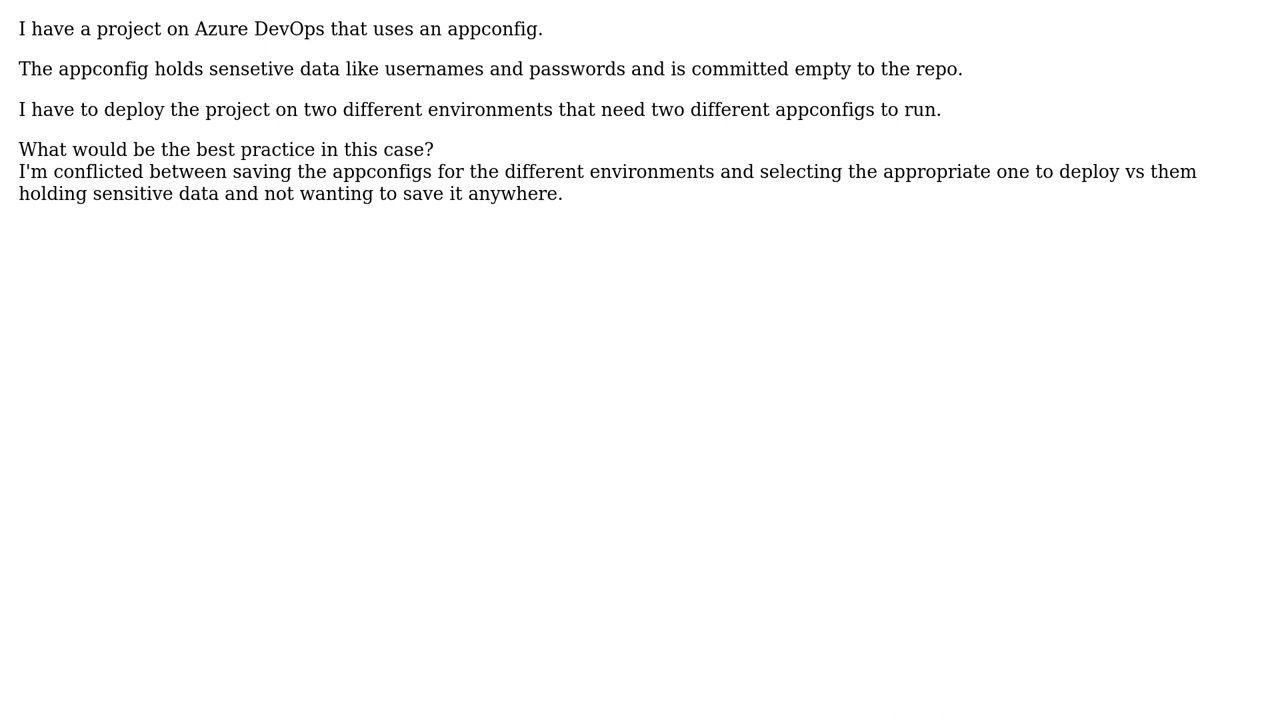 I have a project on Azure DevOps that uses an appconfig.
The appconfig holds sensetive data like usernames and passwords and is committed empty to the repo.
I have to deploy the project on two different environments that need two different appconfigs to run.
What would be the best practice in this case?
I'm conflicted between saving the appconfigs for the different environments and selecting the appropriate one to deploy vs them
holding sensitive data and not wanting to save it anywhere.